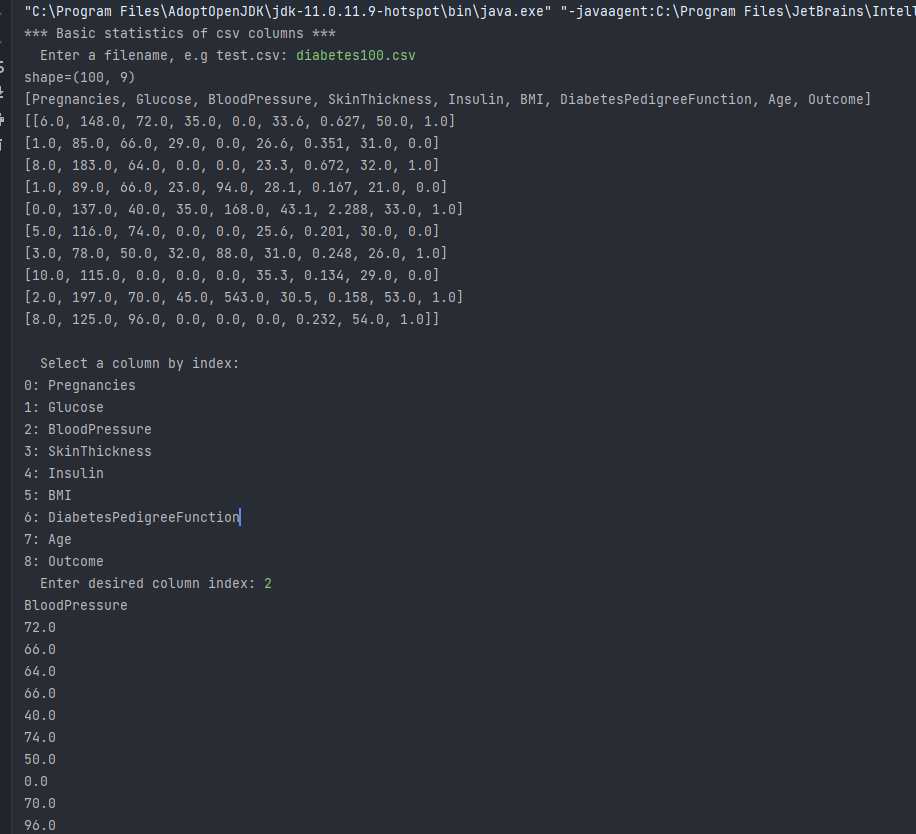 "C:\Program Files\AdoptOpenJDK\jdk-11.0.11.9-hotspot\bin\java.exe" "-javaagent:C:\Program Files\JetBrains\Intell
*** Basic statistics of csv columns ***
  Enter a filename, e.g test.csv: diabetes100.csv
shape=(100, 9)
[Pregnancies, Glucose, BloodPressure, SkinThickness, Insulin, BMI, DiabetesPedigreeFunction, Age, Outcome]
[[6.0, 148.0, 72.0, 35.0, 0.0, 33.6, 0.627, 50.0, 1.0]
[1.0, 85.0, 66.0, 29.0, 0.0, 26.6, 0.351, 31.0, 0.0]
[8.0, 183.0, 64.0, 0.0, 0.0, 23.3, 0.672, 32.0, 1.0]
[1.0, 89.0, 66.0, 23.0, 94.0, 28.1, 0.167, 21.0, 0.0]
[0.0, 137.0, 40.0, 35.0, 168.0, 43.1, 2.288, 33.0, 1.0]
[5.0, 116.0, 74.0, 0.0, 0.0, 25.6, 0.201, 30.0, 0.0]
[3.0, 78.0, 50.0, 32.0, 88.0, 31.0, 0.248, 26.0, 1.0]
[10.0, 115.0, 0.0, 0.0, 0.0, 35.3, 0.134, 29.0, 0.0]
[2.0, 197.0, 70.0, 45.0, 543.0, 30.5, 0.158, 53.0, 1.0]
[8.0, 125.0, 96.0, 0.0, 0.0, 0.0, 0.232, 54.0, 1.0]]
  Select a column by index:
0: Pregnancies
1: Glucose
2: BloodPressure
3: SkinThickness
4: Insulin
5: BMI
6: DiabetesPedigreeFunction
7: Age
8: Outcome
  Enter desired column index: 2
BloodPressure
72.0
66.0
64.0
66.0
40.0
74.0
50.0
0.0
70.0
96.0